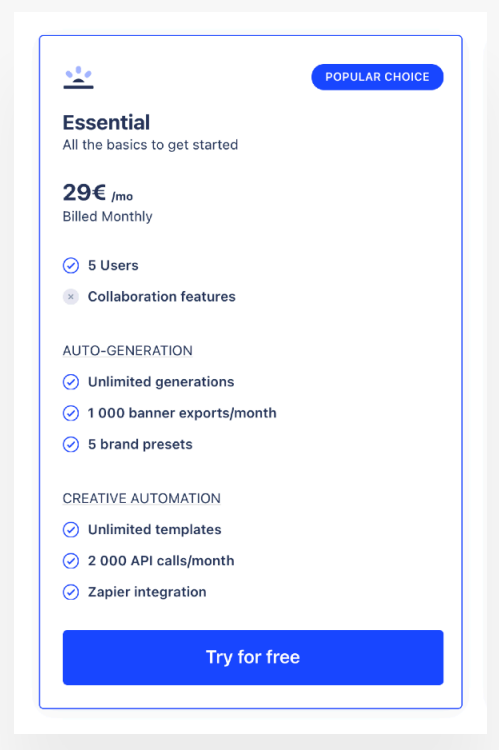 POPULAR CHOICE
Essential
All the basics to get started
29€ /mo
Billed Monthly
5 Users
Collaboration features
AUTO-GENERATION
Unlimited generations
1 000 banner exports/month
5 brand presets
CREATIVE AUTOMATION
Unlimited templates
2 000 API calls/month
Zapier integration
Try for free